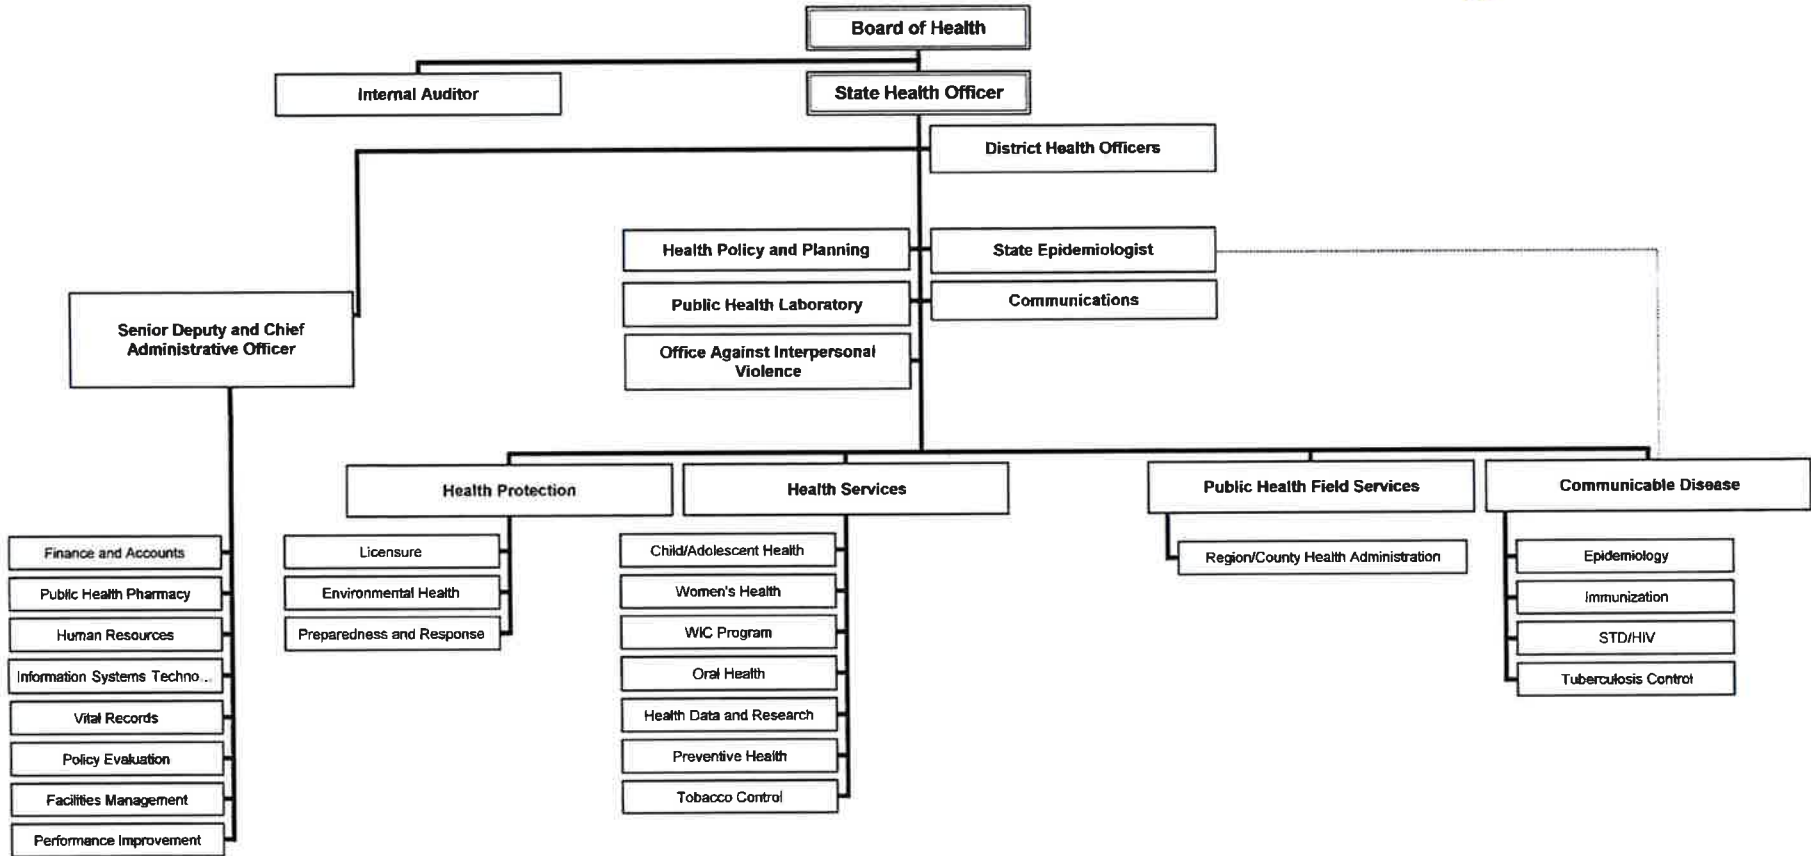 Board of Health
Internal Auditor
State Health Officer
District Health Officers
Health Policy and Planning
State Epidemiologist
Public Health Laboratory
Communications
Office Against Interpersonal
Violence
Senior Deputy and Chief
Administrative Officer
Health Protection
Health Services
Public Health Field Services
Communicable Disease
Finance and Accounts
Public Health Pharmacy
Human Resources
Information Systems Techno...
Vital Records
Policy Evaluation
Facilities Management
Performance Improvement
Licensure
Environmental Health
Preparedness and Response
Child/Adolescent Health
Women's Health
WIC Program
Oral Health
Health Data and Research
Preventive Health
Tobacco Control
Region/County Health Administration
Epidemiology
Immunization
STD/HIV
Tuberculosis Control